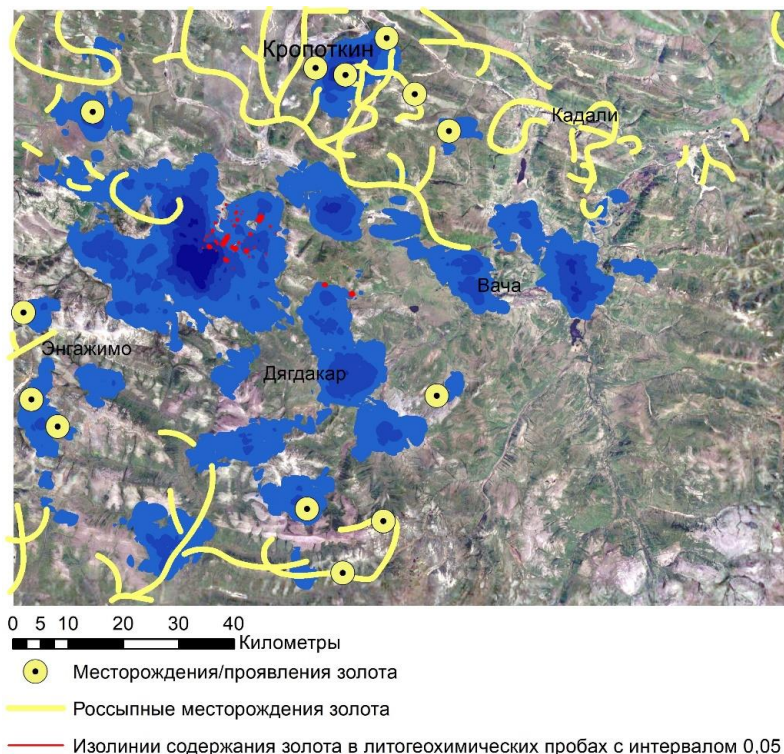 Кропоткин
Кадали
Вача
Энгажимо
Дягдакар
0 5 10 20 30 40
Километры
Месторождения/проявления золота
Россыпные месторождения золота
Изолинии содержания золота в литогеохимических пробах с интервалом 0,05